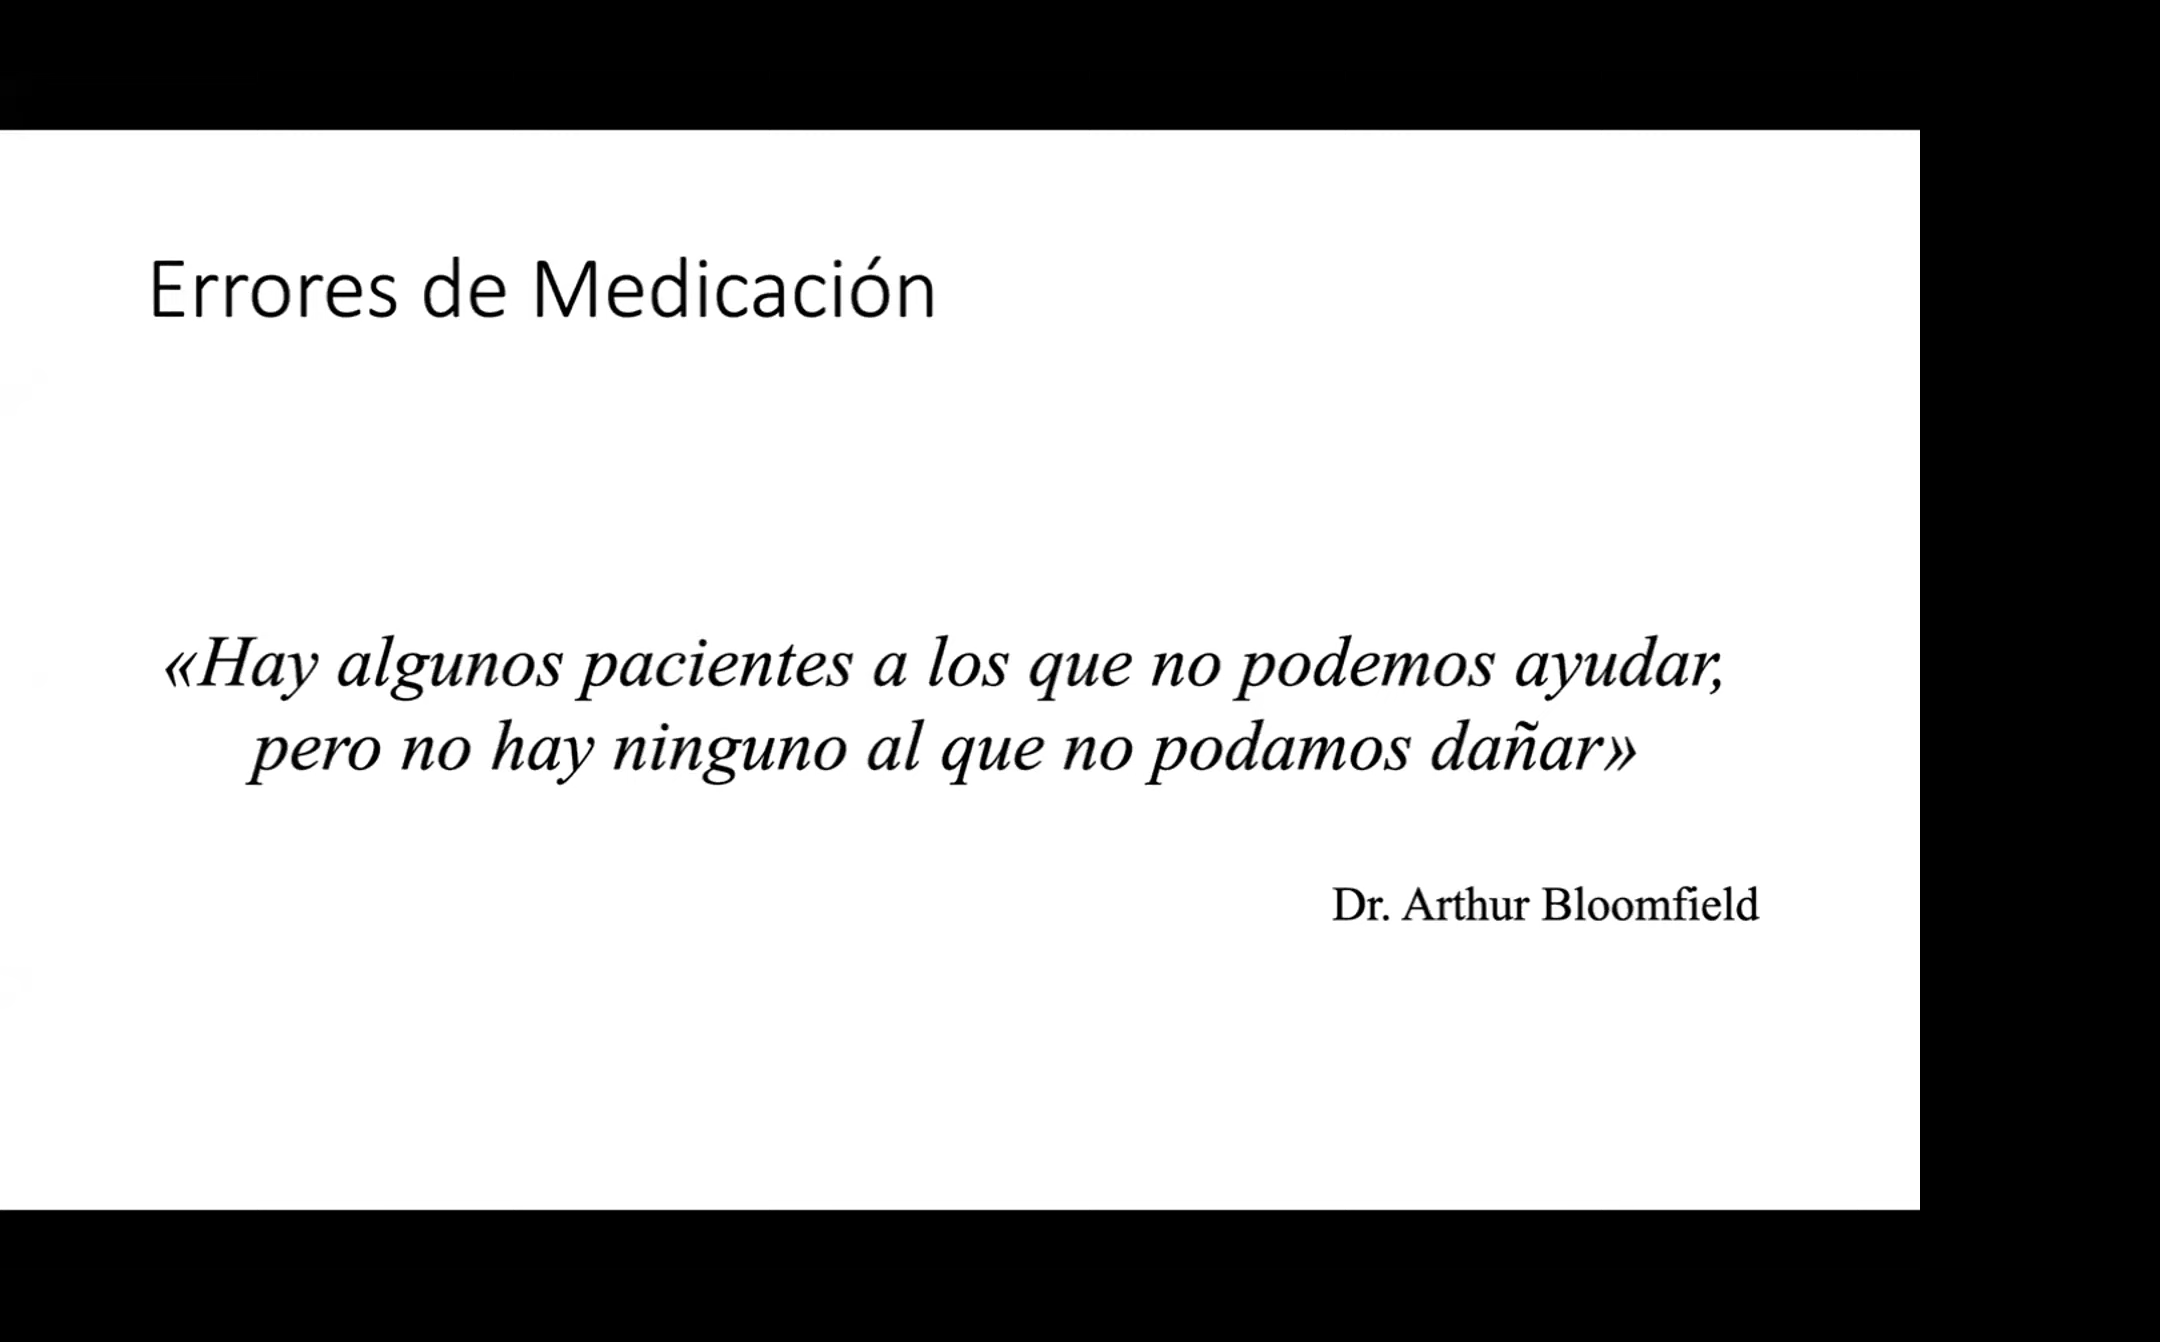 Errores de Medicación
«Hay algunos pacientes a los que no podemos ayudar,
pero no hay ninguno al que no podamos dañar»
Dr. Arthur Bloomfield